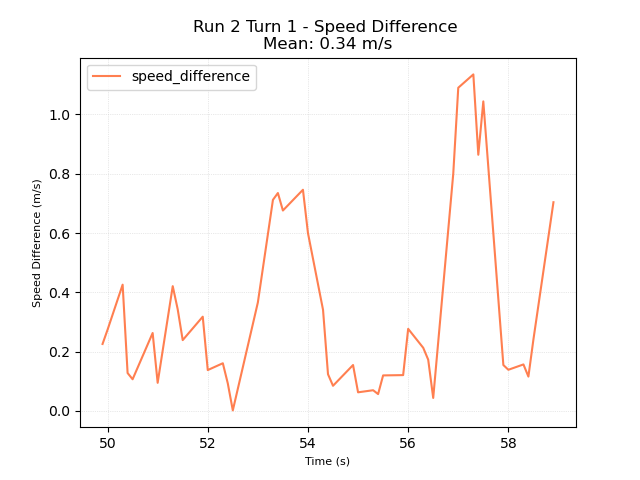 Run 2 Turn 1 - Speed Difference
Mean: 0.34 m/s
speed_difference
1.0
0.8
0.6
0.4
0.2
0.0
Speed Difference (m/s)
50 52 54 56 58
Time (s)